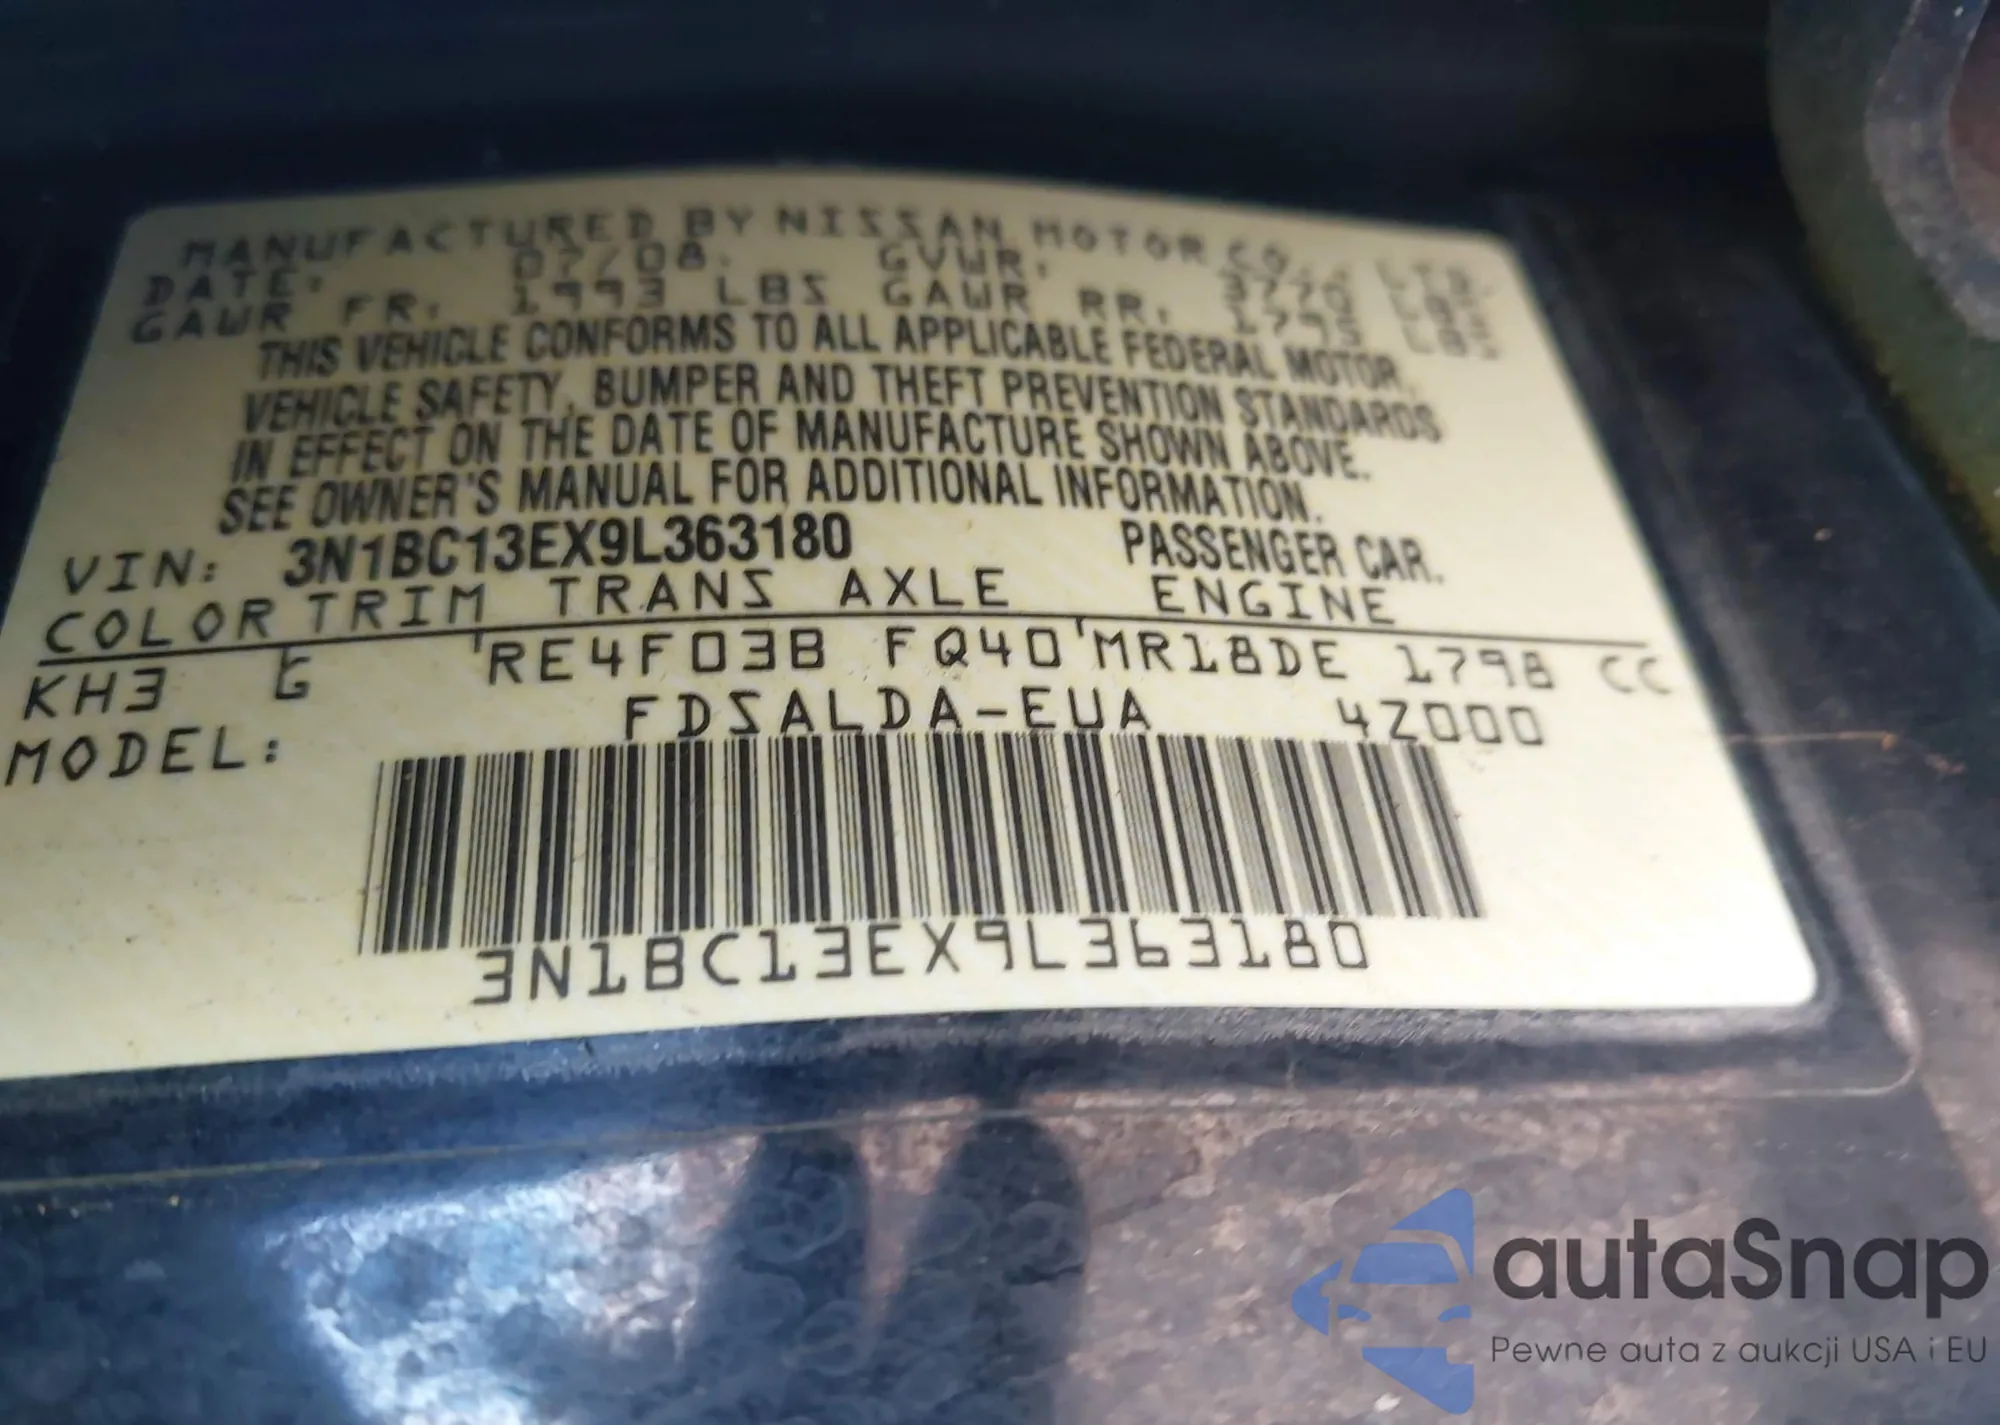 MANUFACTURED BY NISSAN MOTOR CO., LTD.
DATE: 07/08. GVWR: 3770 LBS
GAWR FR: 1993 LBS GAWR RR: 1795 LBS
THIS VEHICLE CONFORMS TO ALL APPLICABLE FEDERAL MOTOR
VEHICLE SAFETY, BUMPER AND THEFT PREVENTION STANDARDS
IN EFFECT ON THE DATE OF MANUFACTURE SHOWN ABOVE.
SEE OWNER'S MANUAL FOR ADDITIONAL INFORMATION.
VIN: 3N1BC13EX9L363180 PASSENGER CAR.
COLOR TRIM TRANS AXLE ENGINE
KH3 G RE4F03B FQ40 MR18DE 1798 CC
MODEL: FDSALDA-EUA 4Z000
3N1BC13EX9L363180
autaSnap
Pewne auta z aukcji USA i EU